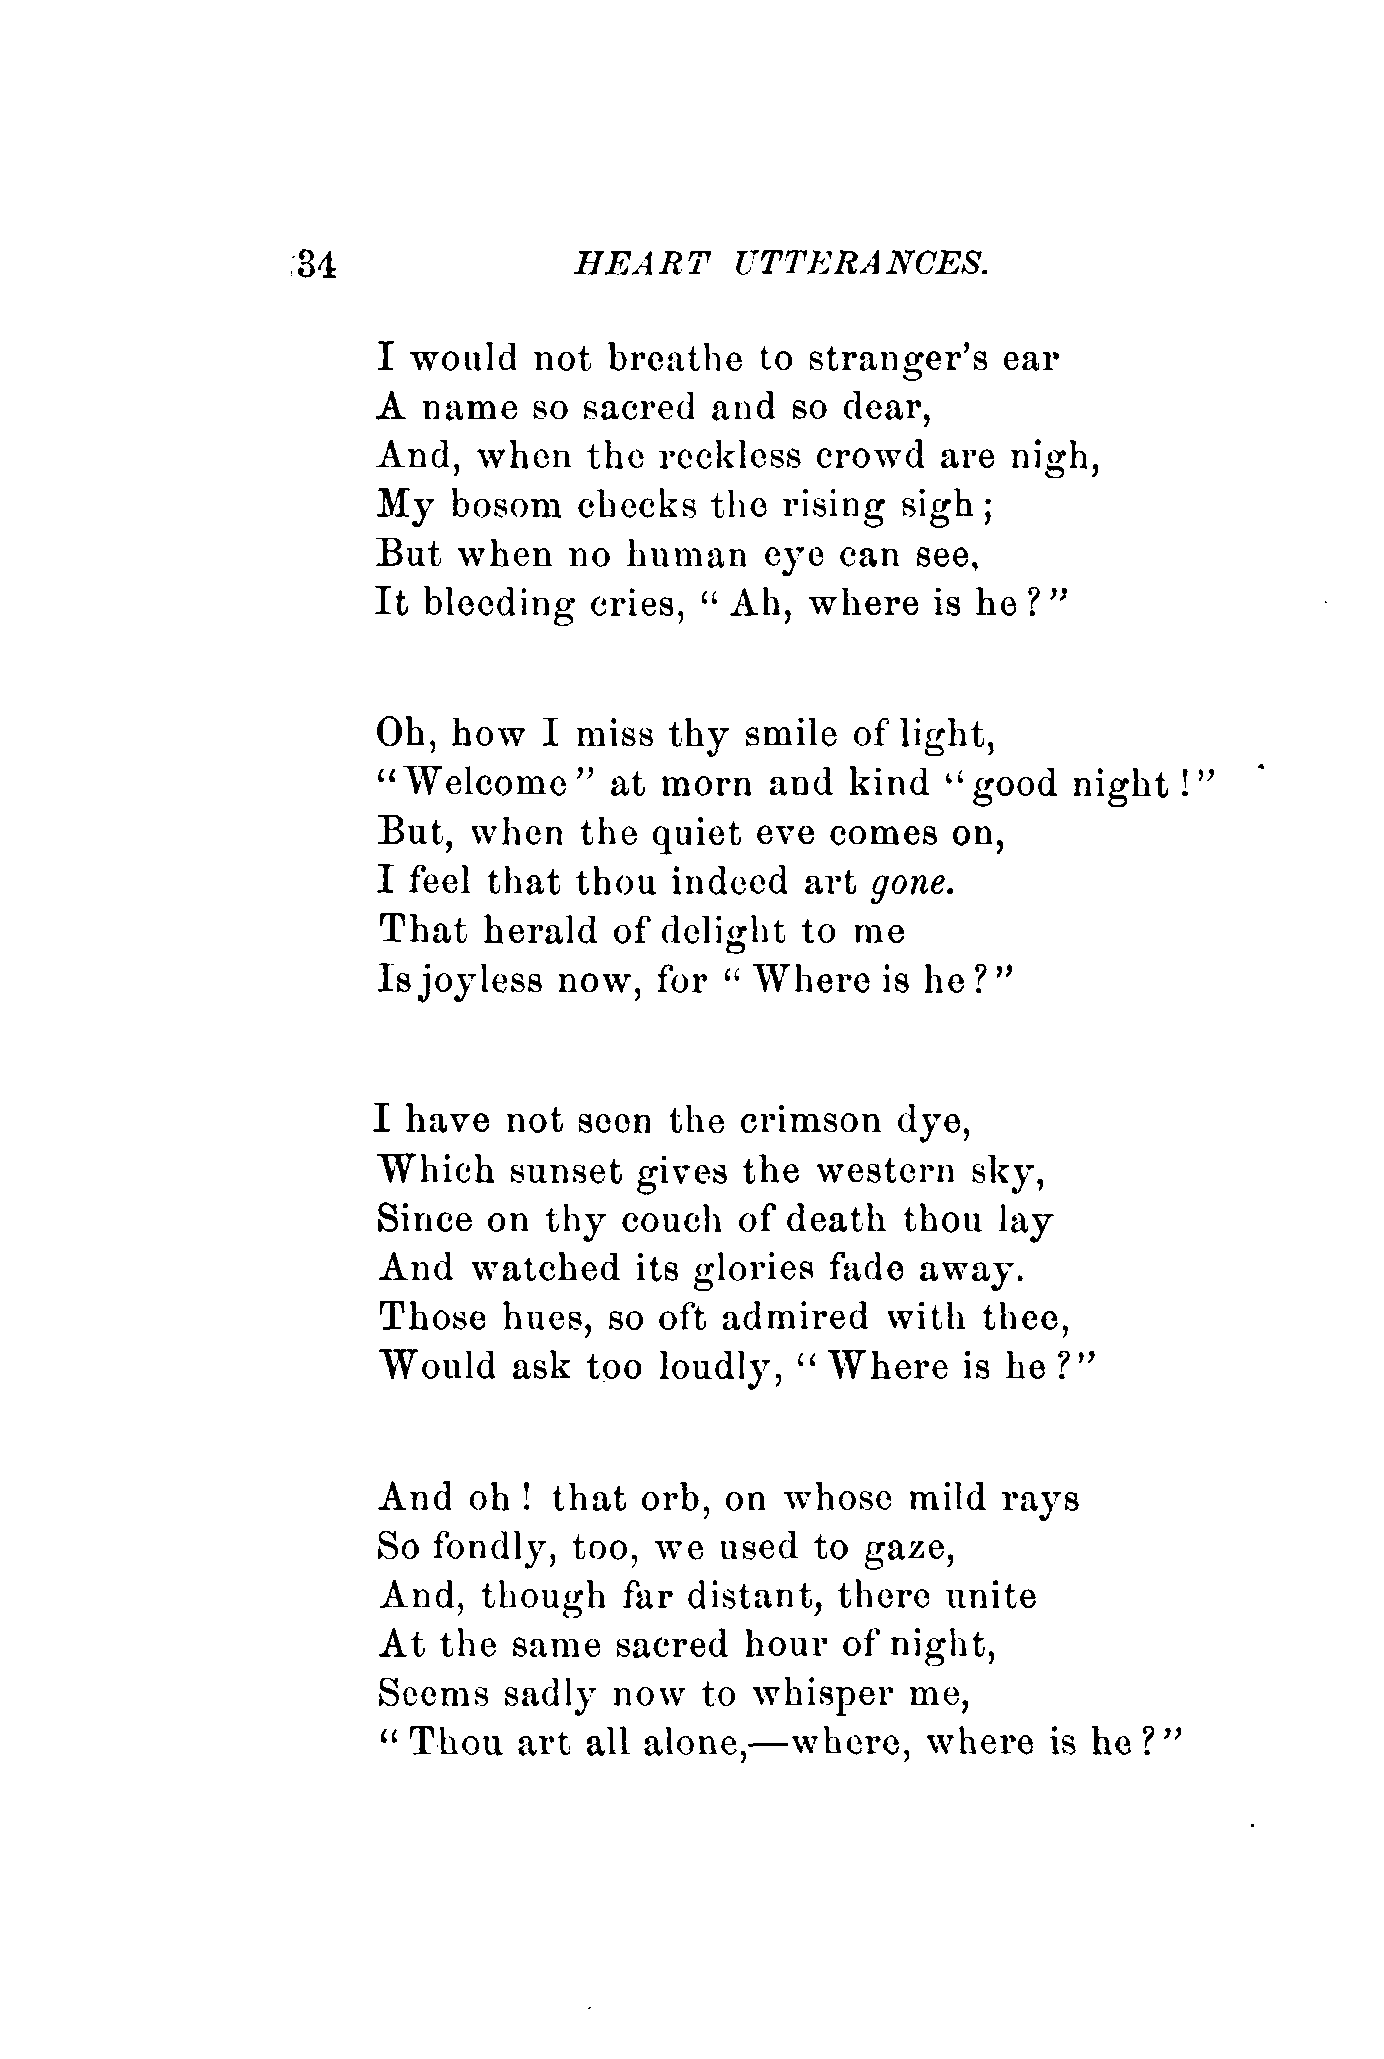 34 HEART UTTERANCES.
I would not breathe to stranger's ear
A name so sacred and so dear,
And, when the reckless crowd are nigh,
My bosom checks the rising sigh;
But when no human eye can see,
It bleeding cries, "Ah, where is he?"
Oh, how I miss thy smile of light,
"Welcome" at morn and kind "good night!"
But, when the quiet eve comes on,
I feel that thou indeed art gone.
That herald of delight to me
Is joyless now, for "Where is he?"
I have not seen the crimson dye,
Which sunset gives the western sky,
Since on thy couch of death thou lay
And watched its glories fade away.
Those hues, so oft admired with thee,
Would ask too loudly, "Where is he?"
And oh! that orb, on whose mild rays
So fondly, too, we used to gaze,
And, though far distant, there unite
At the same sacred hour of night,
Seems sadly now to whisper me,
"Thou art all alone,—where, where is he?"